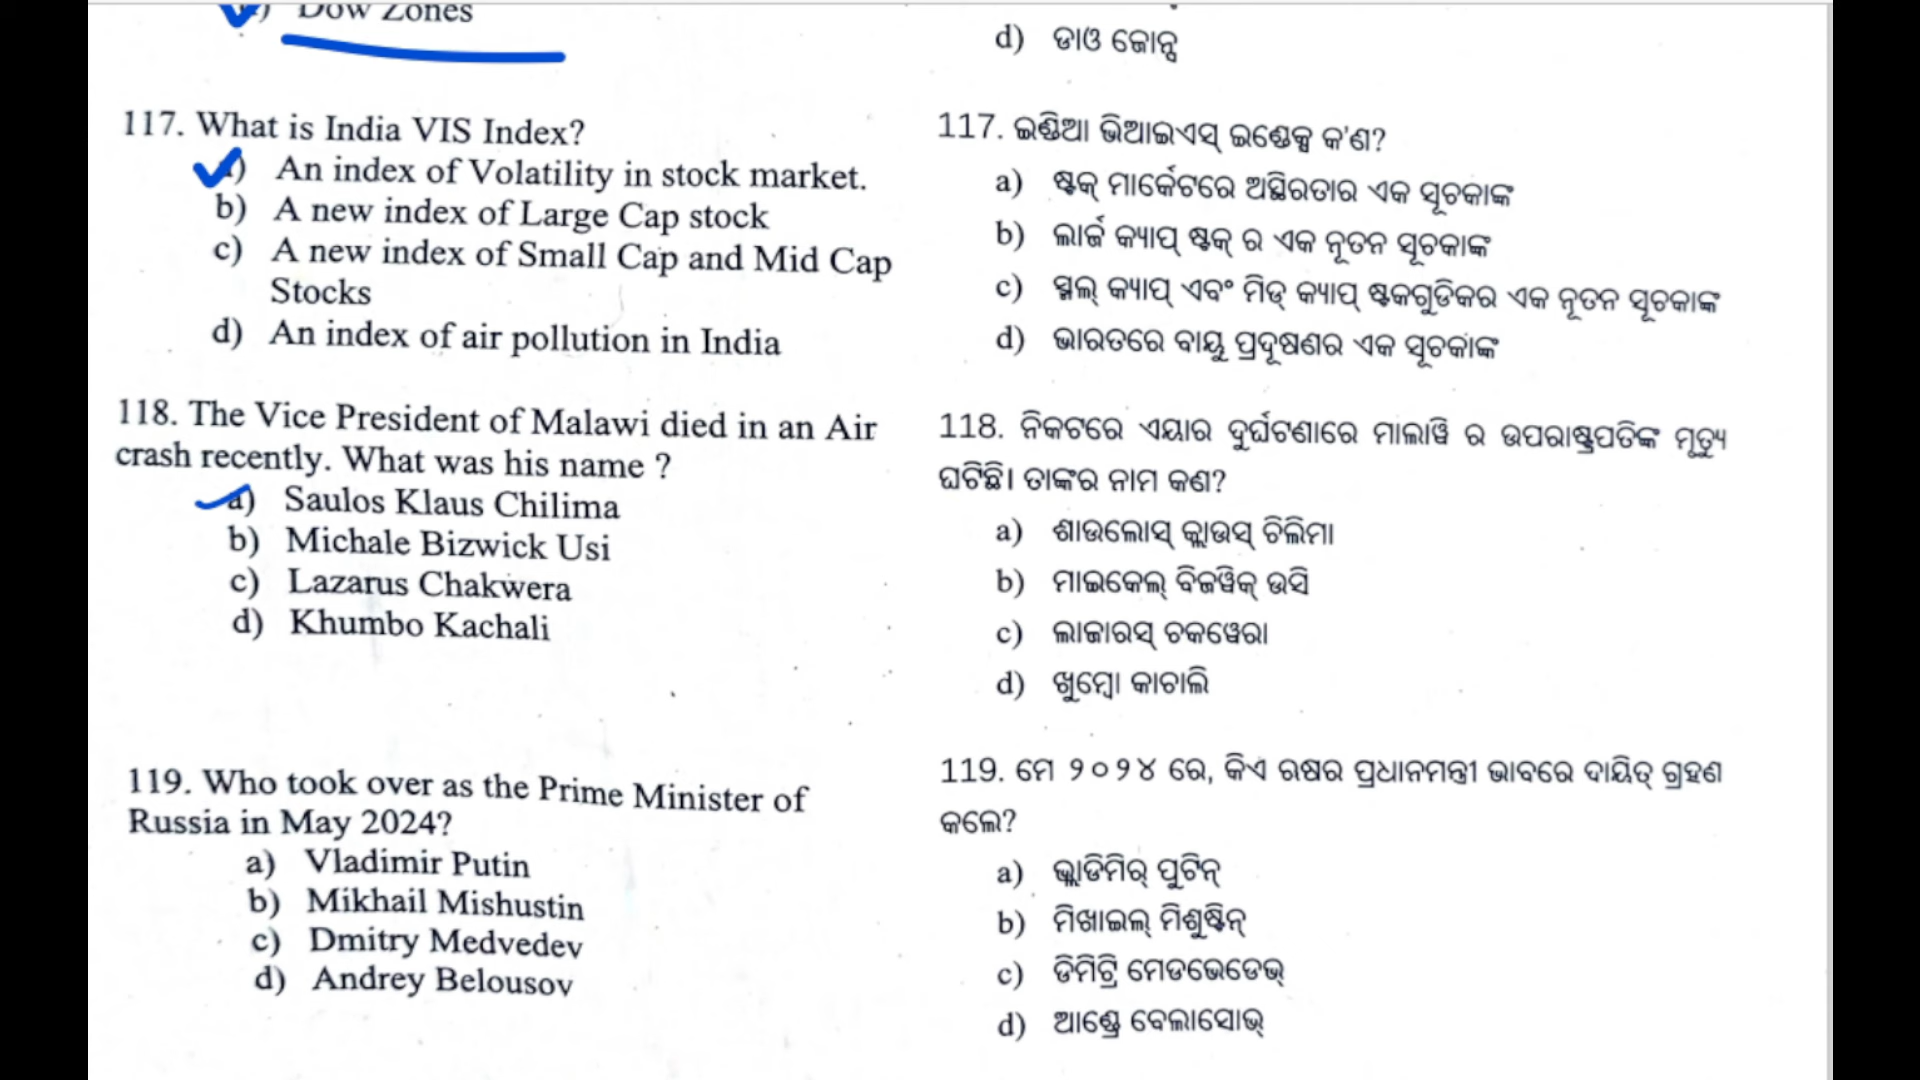 Dow Zones
117. What is India VIS Index?
a) An index of Volatility in stock market.
b) A new index of Large Cap stock
c) A new index of Small Cap and Mid Cap
Stocks
d) An index of air pollution in India
118. The Vice President of Malawi died in an Air
crash recently. What was his name ?
a) Saulos Klaus Chilima
b) Michale Bizwick Usi
c) Lazarus Chakwera
d) Khumbo Kachali
119. Who took over as the Prime Minister of
Russia in May 2024?
a) Vladimir Putin
b) Mikhail Mishustin
c) Dmitry Medvedev
d) Andrey Belousov
d) ଡାଓ ଜୋନ୍ସ
117. ଇଣ୍ଡିଆ ଭିଆଇଏସ୍ ଇଣ୍ଡେକ୍ସ କ'ଣ?
a) ଷ୍ଟକ୍ ମାର୍କେଟରେ ଅସ୍ଥିରତାର ଏକ ସୂଚକାଙ୍କ
b) ଲାର୍ଜ କ୍ୟାପ୍ ଷ୍ଟକ୍ ର ଏକ ନୂତନ ସୂଚକାଙ୍କ
c) ସ୍ମଲ୍ କ୍ୟାପ୍ ଏବଂ ମିଡ୍ କ୍ୟାପ୍ ଷ୍ଟକଗୁଡିକର ଏକ ନୂତନ ସୂଚକାଙ୍କ
d) ଭାରତରେ ବାୟୁ ପ୍ରଦୂଷଣର ଏକ ସୂଚକାଙ୍କ
118. ନିକଟରେ ଏୟାର ଦୁର୍ଘଟଣାରେ ମାଲାୱି ର ଉପରାଷ୍ଟ୍ରପତିଙ୍କ ମୃତ୍ୟୁ
ଘଟିଛି। ତାଙ୍କର ନାମ କଣ?
a) ଶାଉଲୋସ୍ କ୍ଲାଉସ୍ ଚିଲିମା
b) ମାଇକେଲ୍ ବିଜୱିକ୍ ଉସି
c) ଲାଜାରସ୍ ଚକୱେରା
d) ଖୁମ୍ବୋ କାଚାଲି
119. ମେ ୨୦୨୪ ରେ, କିଏ ଋଷର ପ୍ରଧାନମନ୍ତ୍ରୀ ଭାବରେ ଦାୟିତ୍ ଗ୍ରହଣ
କଲେ?
a) ଭ୍ଲାଡିମିର୍ ପୁଟିନ୍
b) ମିଖାଇଲ୍ ମିଶୁଷ୍ଟିନ୍
c) ଡିମିଟ୍ରି ମେଡଭେଡେଭ୍
d) ଆଣ୍ଡ୍ରେ ବେଲାସୋଭ୍